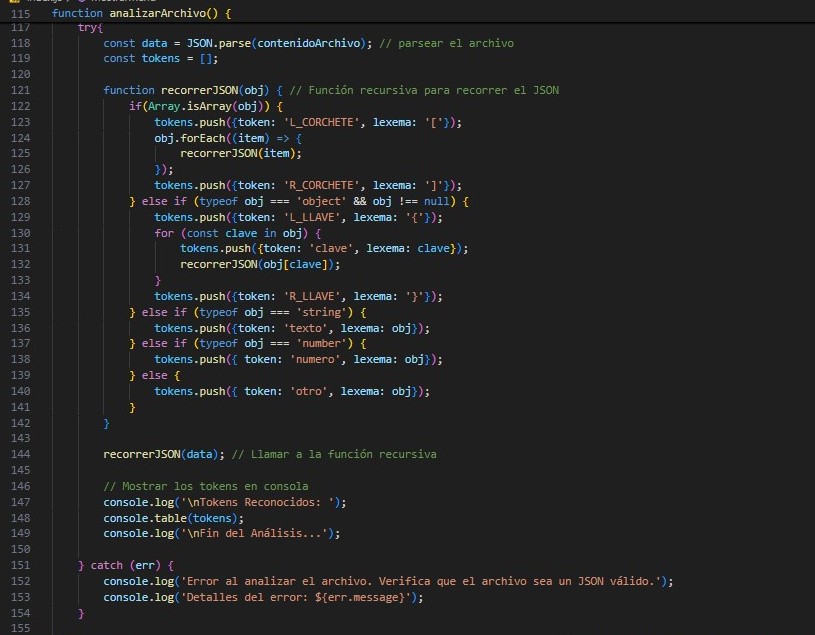 115 function analizarArchivo() {
117 try{
118 const data = JSON.parse(contenidoArchivo); // parsear el archivo
119 const tokens = [];
120
121 function recorrerJSON(obj) { // Función recursiva para recorrer el JSON
122 if(Array.isArray(obj)) {
123 tokens.push({token: 'L_CORCHETE', lexema: '['});
124 obj.forEach((item) => {
125 recorrerJSON(item);
126 });
127 tokens.push({token: 'R_CORCHETE', lexema: ']'});
128 } else if (typeof obj === 'object' && obj !== null) {
129 tokens.push({token: 'L_LLAVE', lexema: '{'});
130 for (const clave in obj) {
131 tokens.push({token: 'clave', lexema: clave});
132 recorrerJSON(obj[clave]);
133 }
134 tokens.push({token: 'R_LLAVE', lexema: '}'});
135 } else if (typeof obj === 'string') {
136 tokens.push({token: 'texto', lexema: obj});
137 } else if (typeof obj === 'number') {
138 tokens.push({ token: 'numero', lexema: obj});
139 } else {
140 tokens.push({ token: 'otro', lexema: obj});
141 }
142 }
143
144 recorrerJSON(data); // Llamar a la función recursiva
145
146 // Mostrar los tokens en consola
147 console.log('\nTokens Reconocidos: ');
148 console.table(tokens);
149 console.log('\nFin del Análisis...');
150
151 } catch (err) {
152 console.log('Error al analizar el archivo. Verifica que el archivo sea un JSON válido.');
153 console.log('Detalles del error: ${err.message}');
154 }
155